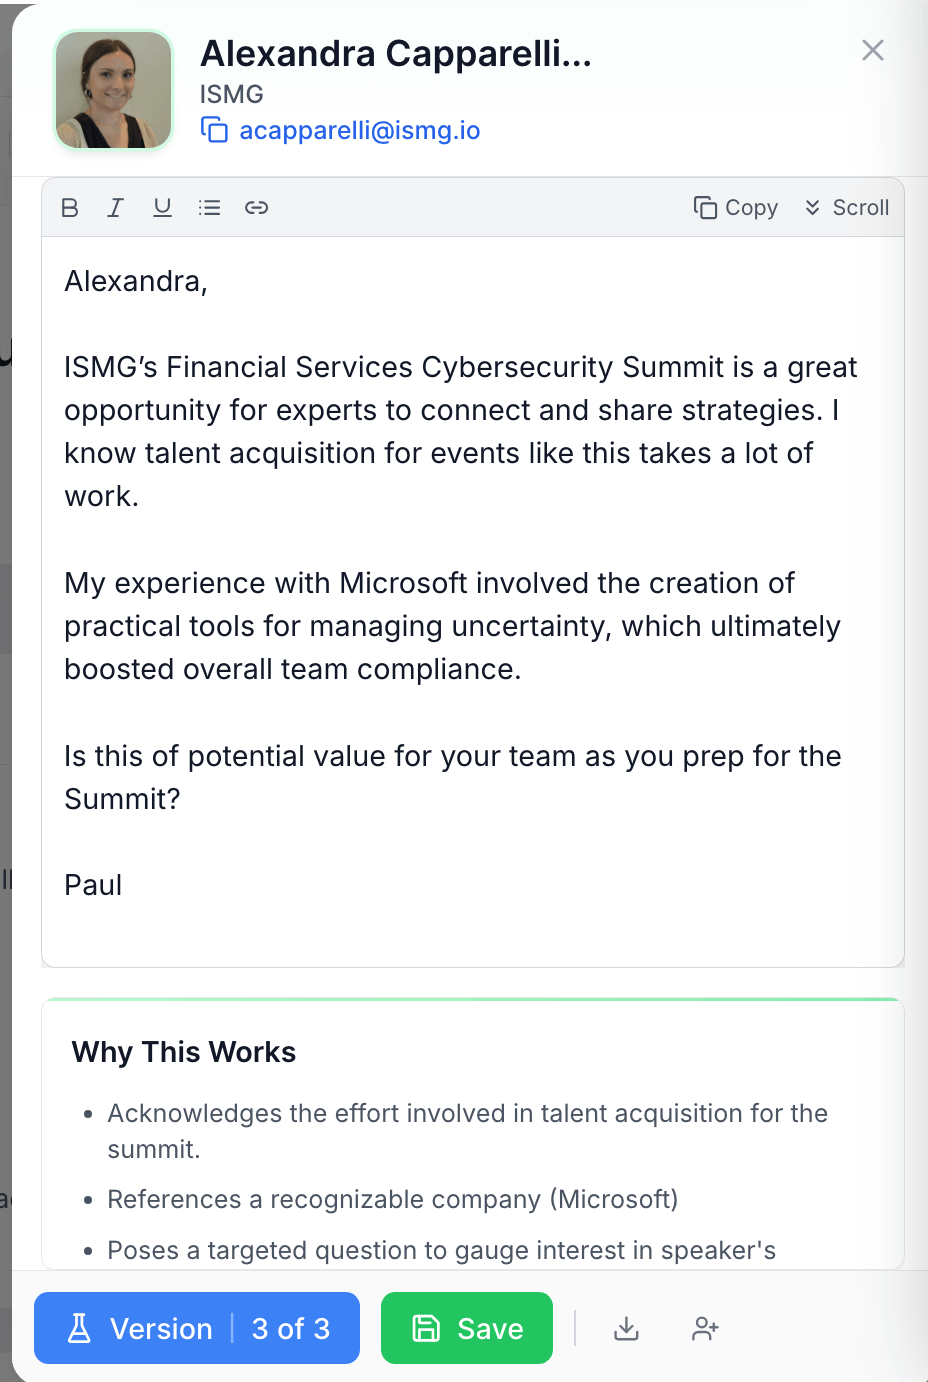 Alexandra Capparelli...
ISMG
acapparelli@ismg.io
B I U Copy Scroll
Alexandra,
ISMG’s Financial Services Cybersecurity Summit is a great
opportunity for experts to connect and share strategies. I
know talent acquisition for events like this takes a lot of
work.
My experience with Microsoft involved the creation of
practical tools for managing uncertainty, which ultimately
boosted overall team compliance.
Is this of potential value for your team as you prep for the
Summit?
Paul
Why This Works
Acknowledges the effort involved in talent acquisition for the
summit.
References a recognizable company (Microsoft)
Poses a targeted question to gauge interest in speaker's
Version 3 of 3 Save